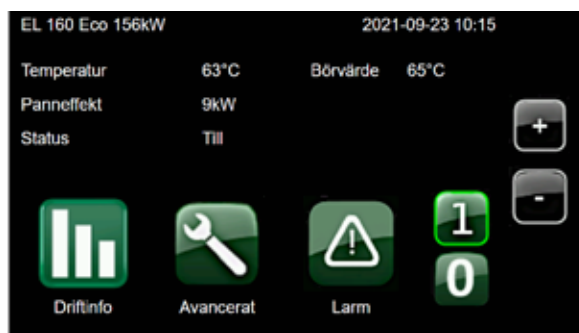 EL 160 Eco 156kW 2021-09-23 10:15
Temperatur 63°C Börvärde 65°C
Panneffekt 9kW
Status Till
+
-
1
0
Driftinfo Avancerat Larm